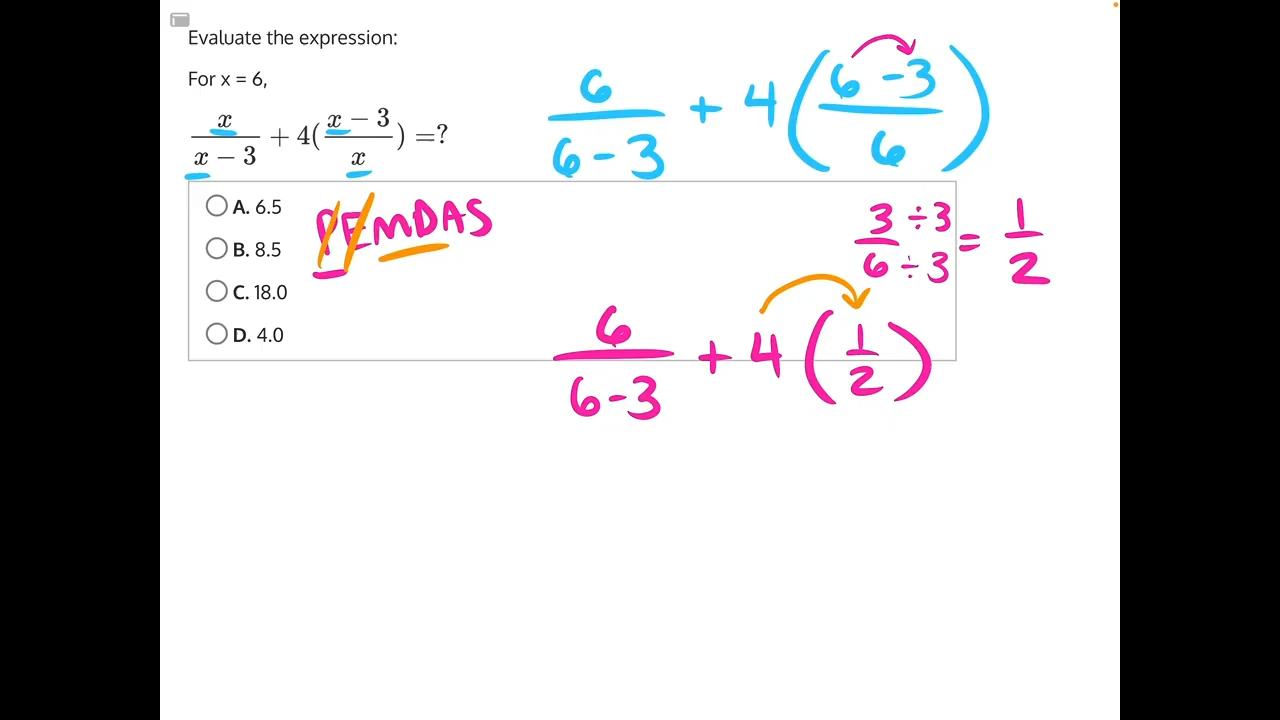 Evaluate the expression:
For x = 6,
x/(x − 3) + 4((x − 3)/x) =?
A. 6.5
B. 8.5
C. 18.0
D. 4.0
PEMDAS
6/(6 - 3) + 4((6 - 3)/6)
3 ÷3/6 ÷3 = 1/2
6/(6-3) + 4(1/2)